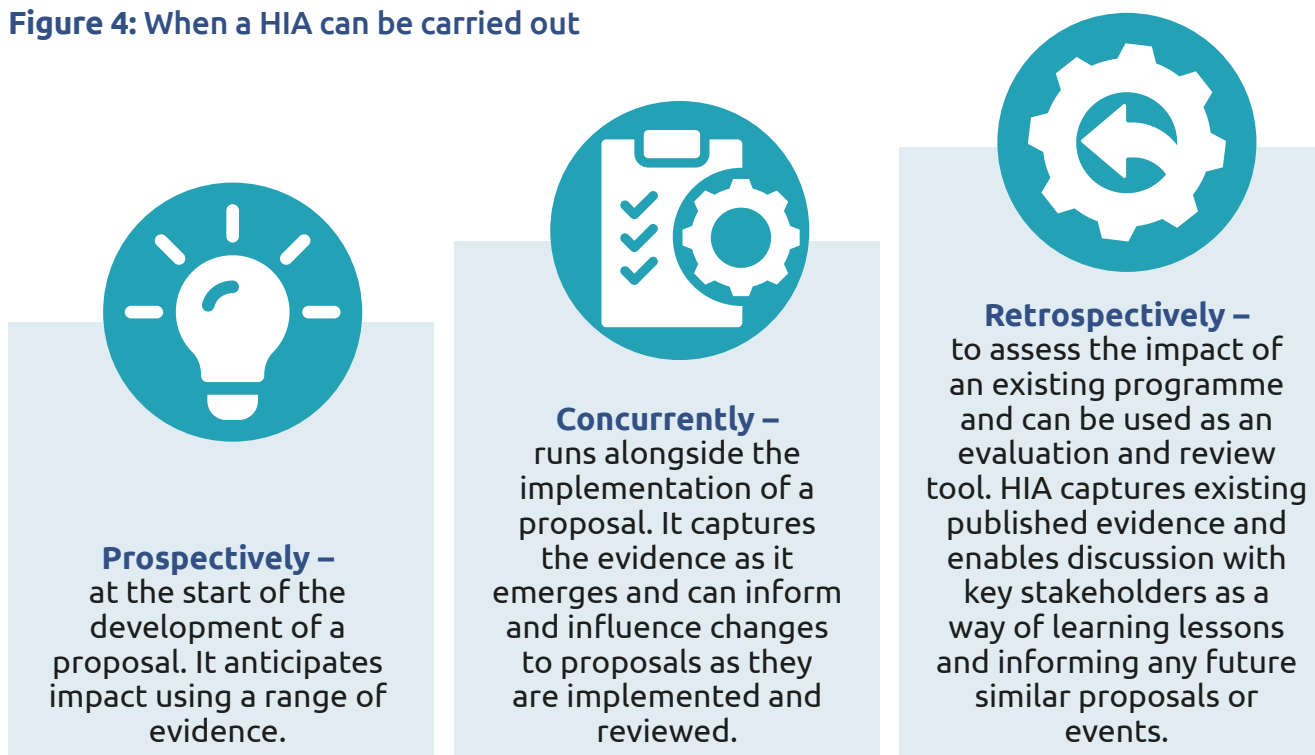 Figure 4: When a HIA can be carried out
Prospectively –
at the start of the
development of a
proposal. It anticipates
impact using a range of
evidence.
Concurrently –
runs alongside the
implementation of a
proposal. It captures
the evidence as it
emerges and can inform
and influence changes
to proposals as they
are implemented and
reviewed.
Retrospectively –
to assess the impact of
an existing programme
and can be used as an
evaluation and review
tool. HIA captures existing
published evidence and
enables discussion with
key stakeholders as a
way of learning lessons
and informing any future
similar proposals or
events.